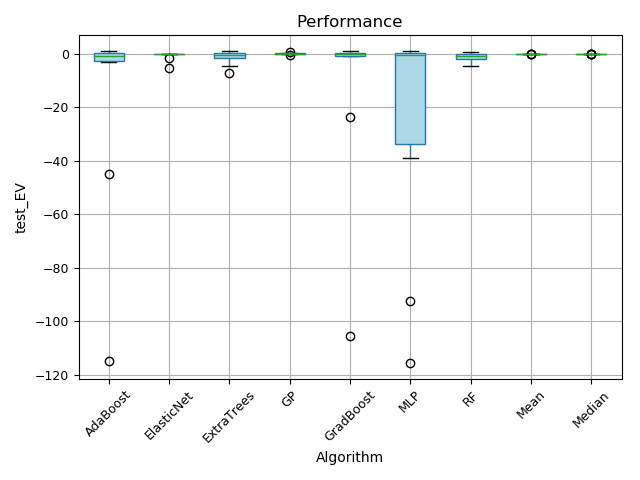 Performance
test_EV
0
−20
−40
−60
−80
−100
−120
AdaBoost
ElasticNet
ExtraTrees
GP
GradBoost
MLP
RF
Mean
Median
Algorithm